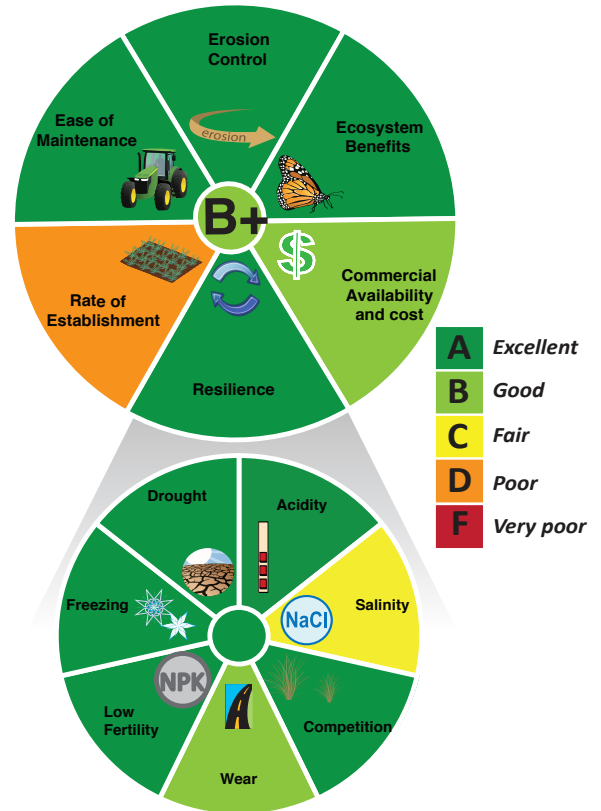 Erosion
Control
Ease of
Maintenance
erosion
Ecosystem
Benefits
B+
$
Rate of
Establishment
Commercial
Availability
and cost
Resilience
A Excellent
B Good
C Fair
D Poor
F Very poor
Drought
Acidity
Freezing
Salinity
NaCl
NPK
Low
Fertility
Competition
Wear